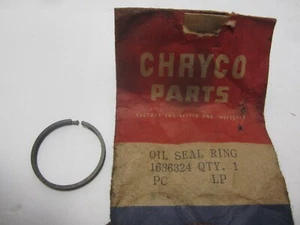 CHRYCO
PARTS
OIL SEAL RING
1636324 QTY. 1
PC LP